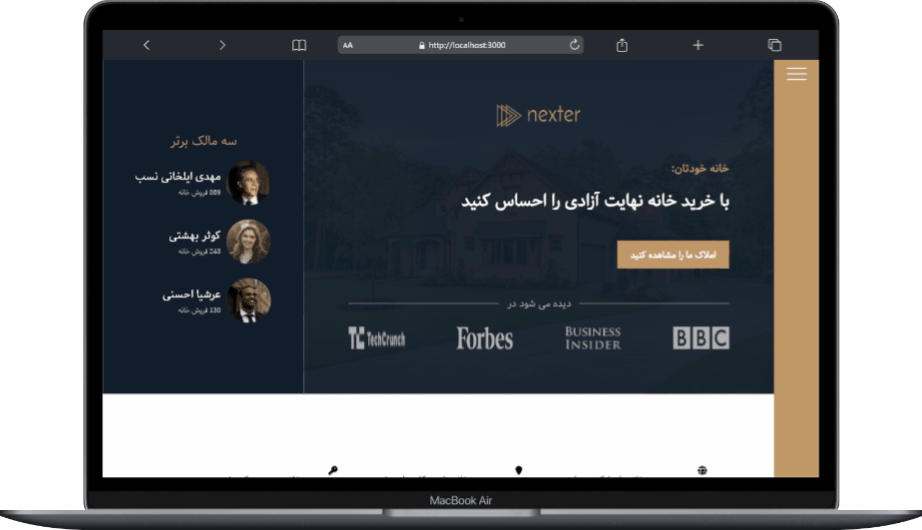 AA
http://localhost:3000
nexter
خانه خودتان:
با خرید خانه نهایت آزادی را احساس کنید
املاک ما را مشاهده کنید
دیده می شود در
BBC
BUSINESS
INSIDER
Forbes
TechCrunch
سه مالک برتر
مهدی ایلخانی نسب
فروش خانه
کوثر بهشتی
243 فروش خانه
عرشیا احسنی
130 فروش خانه
MacBook Air